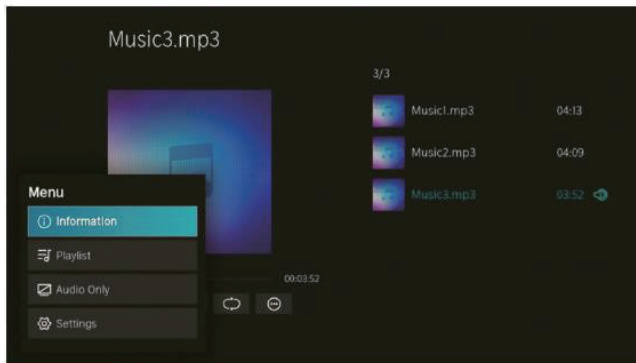 Music3.mp3
3/3
Music1.mp3 04:13
Music2.mp3 04:09
Music3.mp3 03:52
Menu
Information
Playlist
Audio Only
Settings
00:03:52